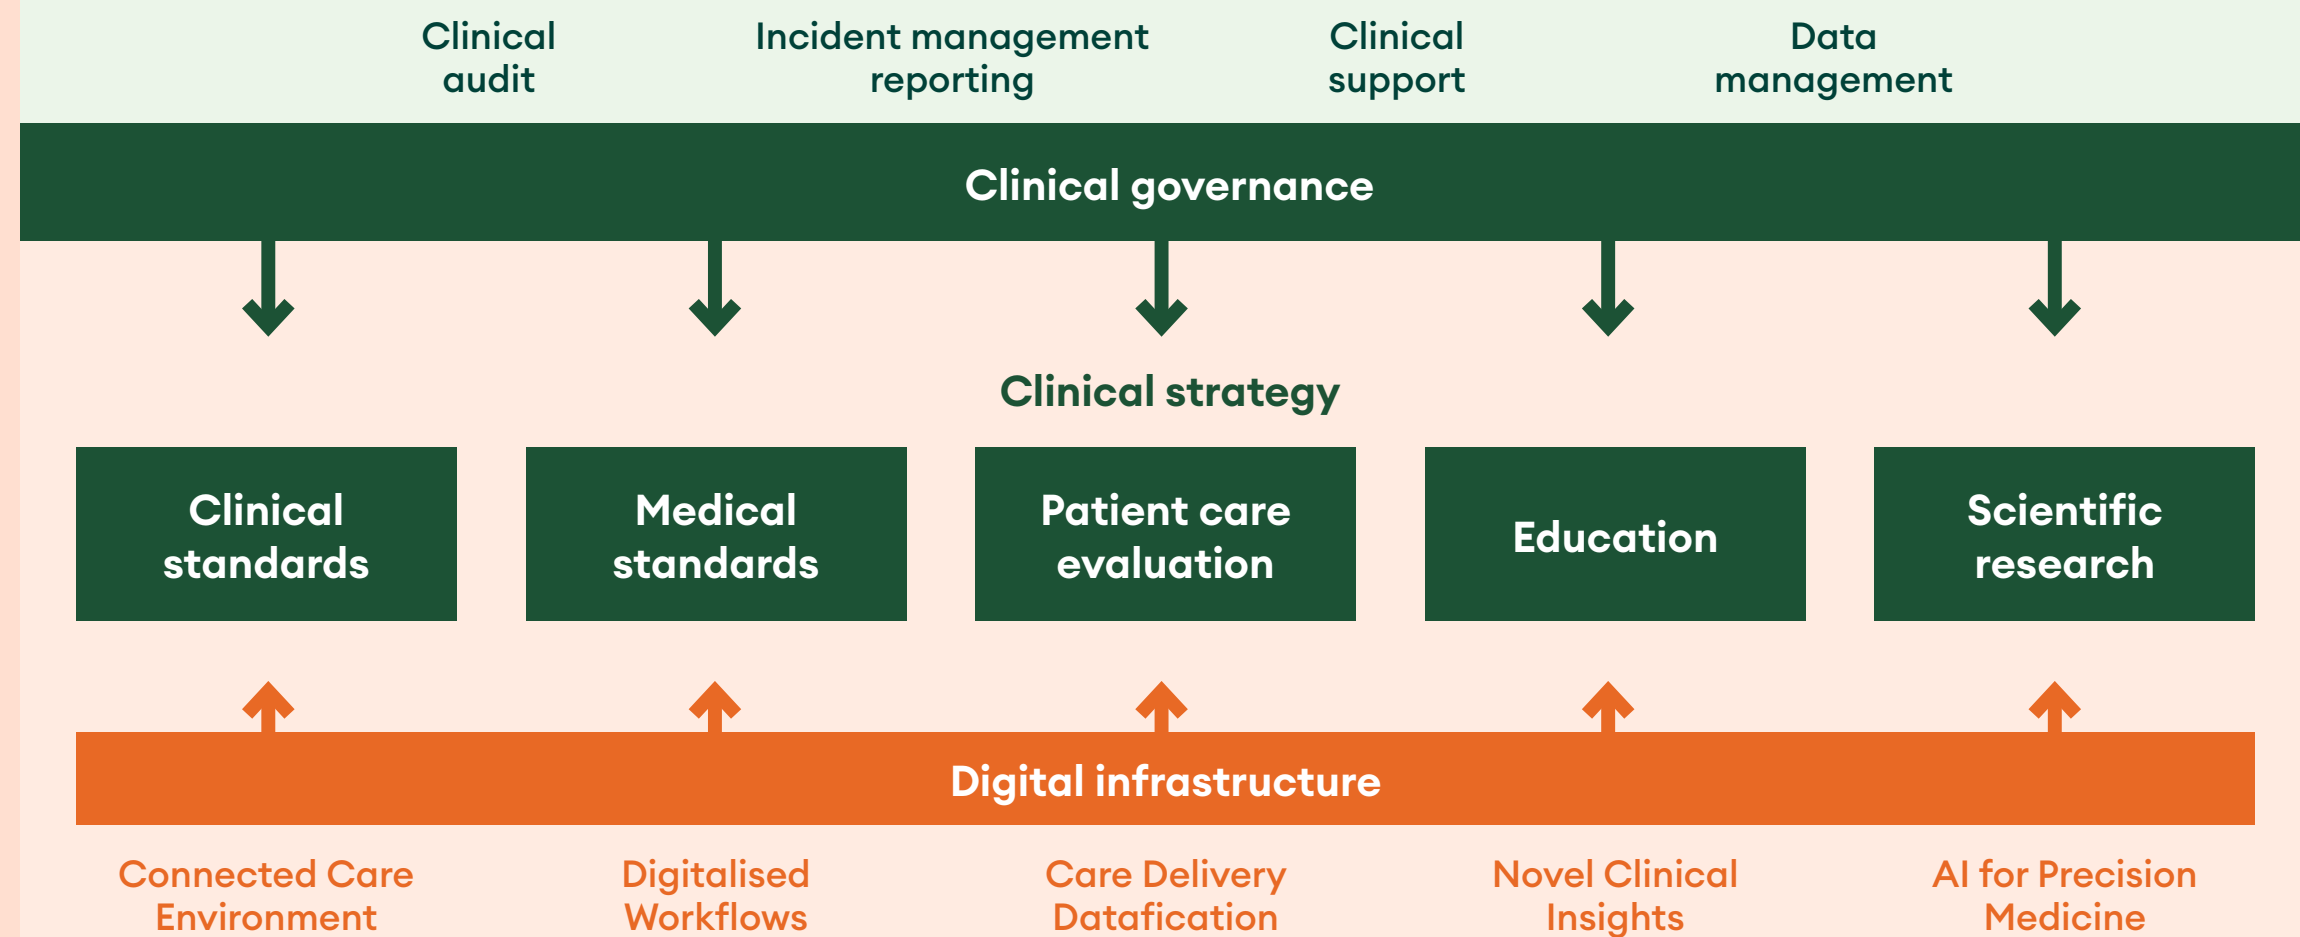 Clinical
audit
Incident management
reporting
Clinical
support
Data
management
Clinical governance
Clinical strategy
Clinical
standards
Medical
standards
Patient care
evaluation
Education
Scientific
research
Digital infrastructure
Connected Care
Environment
Digitalised
Workflows
Care Delivery
Datafication
Novel Clinical
Insights
AI for Precision
Medicine